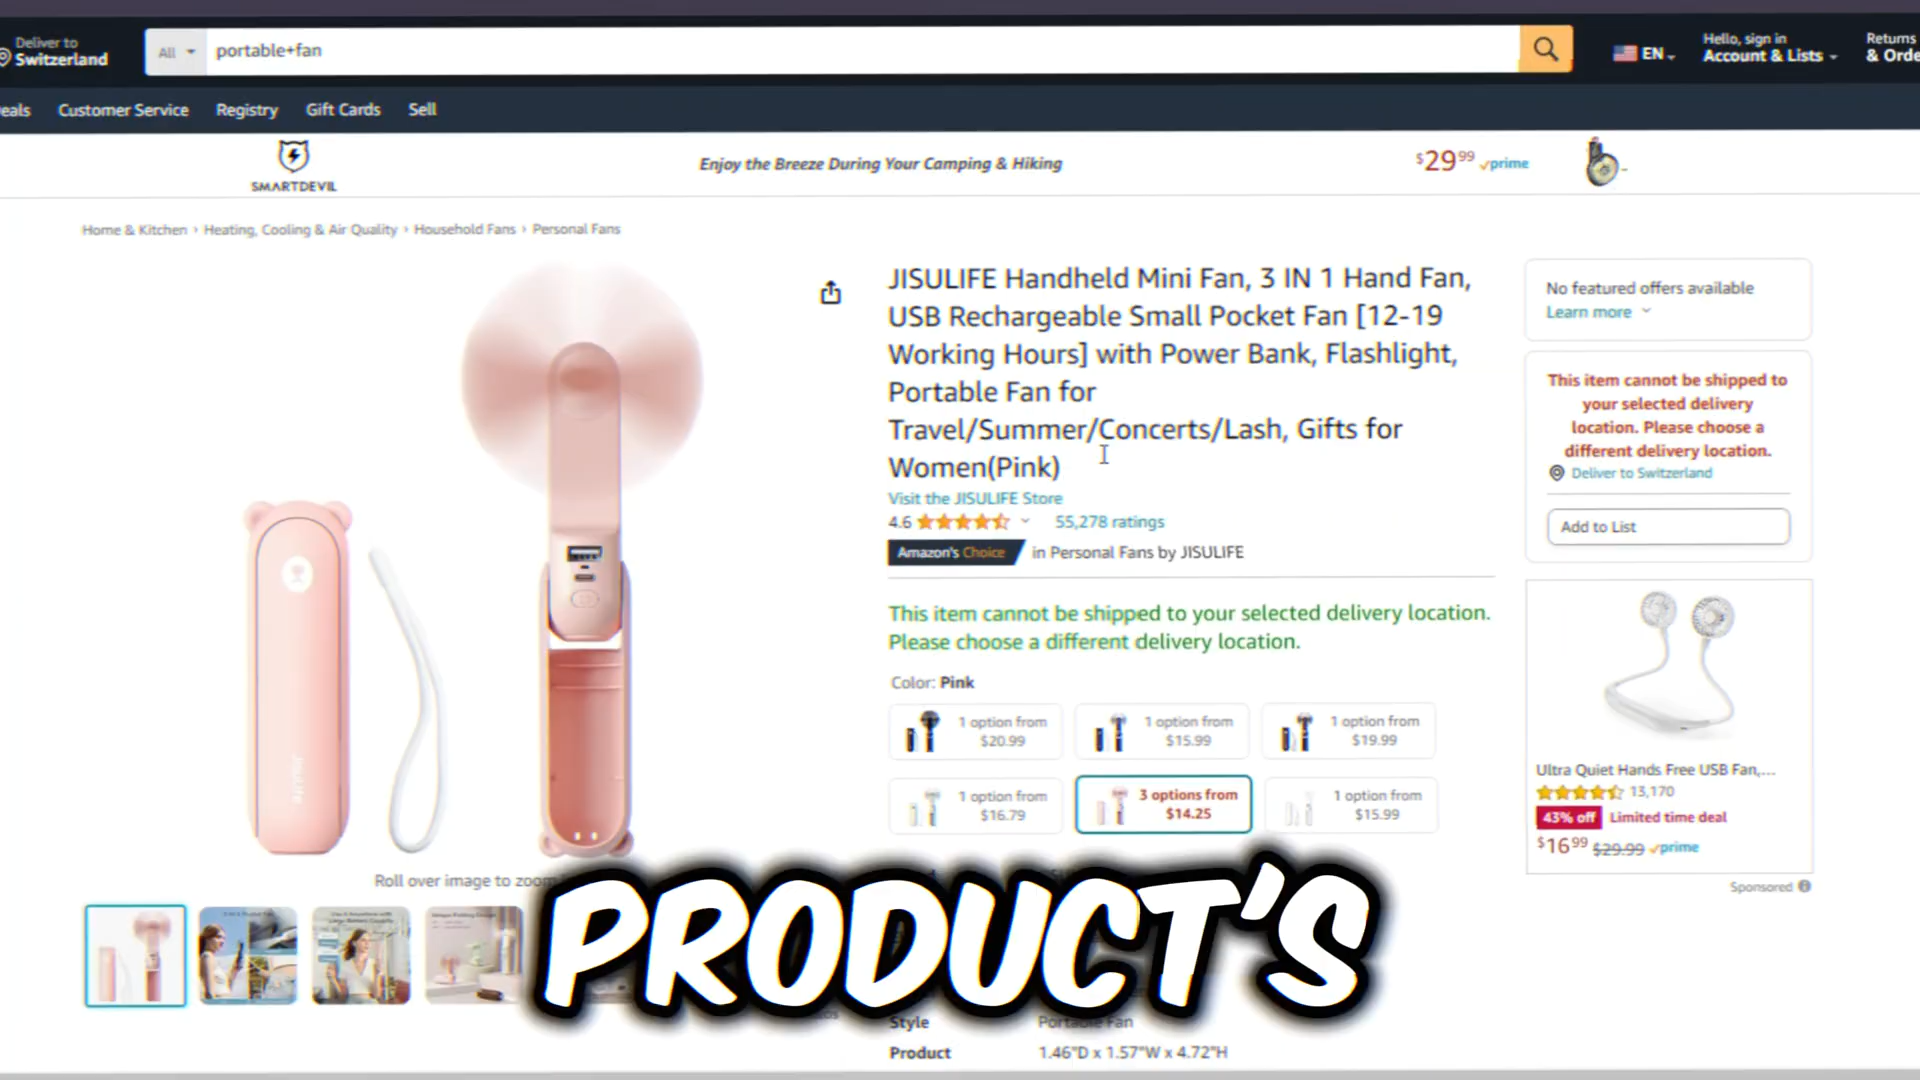 Deliver to
Switzerland
All
portable+fan
EN
Hello, sign in
Account & Lists
Returns
& Orde
eals
Customer Service
Registry
Gift Cards
Sell
SMARTDEVIL
Enjoy the Breeze During Your Camping & Hiking
$29.99 prime
Home & Kitchen › Heating, Cooling & Air Quality › Household Fans › Personal Fans
JISULIFE Handheld Mini Fan, 3 IN 1 Hand Fan,
USB Rechargeable Small Pocket Fan [12-19
Working Hours] with Power Bank, Flashlight,
Portable Fan for
Travel/Summer/Concerts/Lash, Gifts for
Women(Pink)
Visit the JISULIFE Store
4.6
55,278 ratings
Amazon's Choice
in Personal Fans by JISULIFE
This item cannot be shipped to your selected delivery location.
Please choose a different delivery location.
Color: Pink
1 option from
$20.99
1 option from
$15.99
1 option from
$19.99
1 option from
$16.79
3 options from
$14.25
1 option from
$15.99
JISULIFE
Roll over image to zoom
PRODUCT'S
Style
Portable Fan
Product
1.46"D x 1.57"W x 4.72"H
No featured offers available
Learn more
This item cannot be shipped to
your selected delivery
location. Please choose a
different delivery location.
Deliver to Switzerland
Add to List
Ultra Quiet Hands Free USB Fan,...
13,170
43% off
Limited time deal
$16.99 $29.99 prime
Sponsored